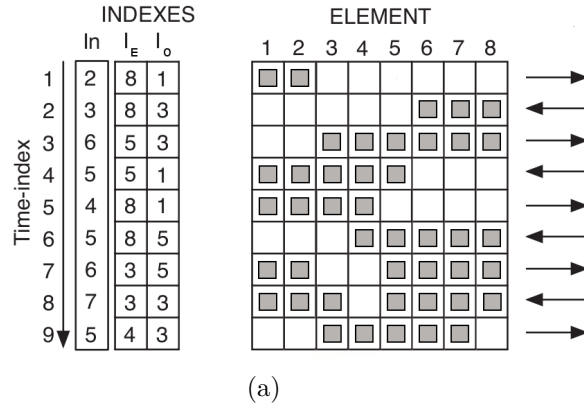 INDEXES ELEMENT
In I_E I_o 1 2 3 4 5 6 7 8
Time-index
1 2 8 1
2 3 8 3
3 6 5 3
4 5 5 1
5 4 8 1
6 5 8 5
7 6 3 5
8 7 3 3
9 5 4 3
(a)